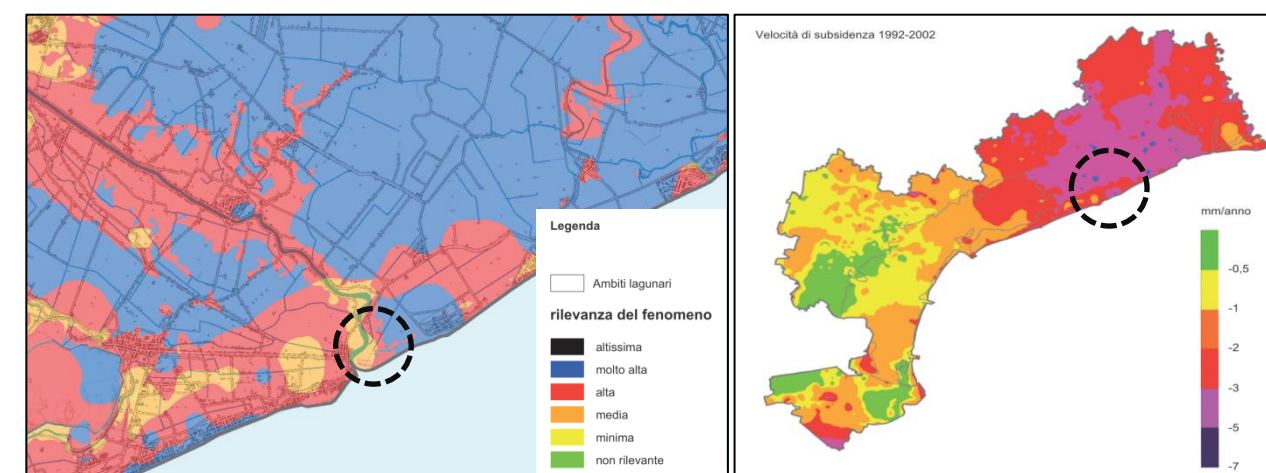 Legenda
Ambiti lagunari
rilevanza del fenomeno
altissima
molto alta
alta
media
minima
non rilevante
Velocità di subsidenza 1992-2002
mm/anno
-0,5
-1
-2
-3
-5
-7